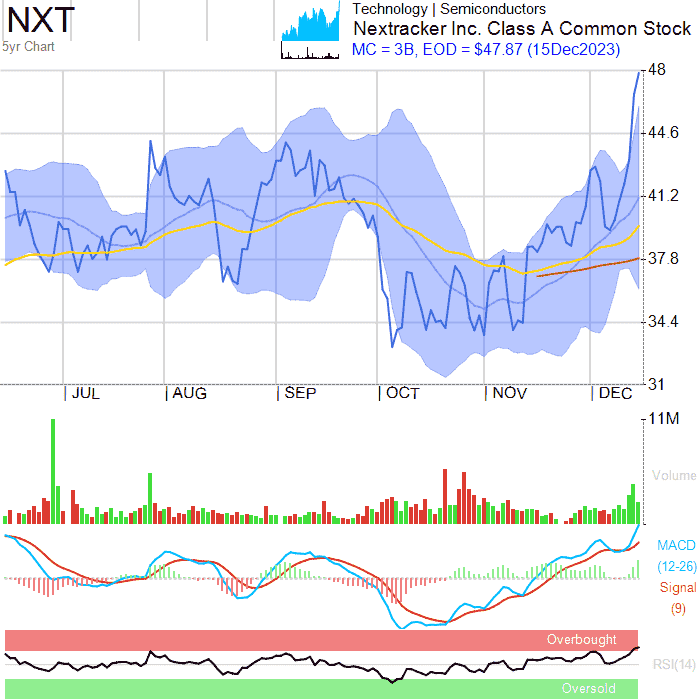 NXT
5yr Chart
Technology | Semiconductors
Nextracker Inc. Class A Common Stock
MC = 3B, EOD = $47.87 (15Dec2023)
48
44.6
41.2
37.8
34.4
31
JUL AUG SEP OCT NOV DEC
11M
Volume
MACD
(12-26)
Signal
(9)
Overbought
RSI(14)
Oversold